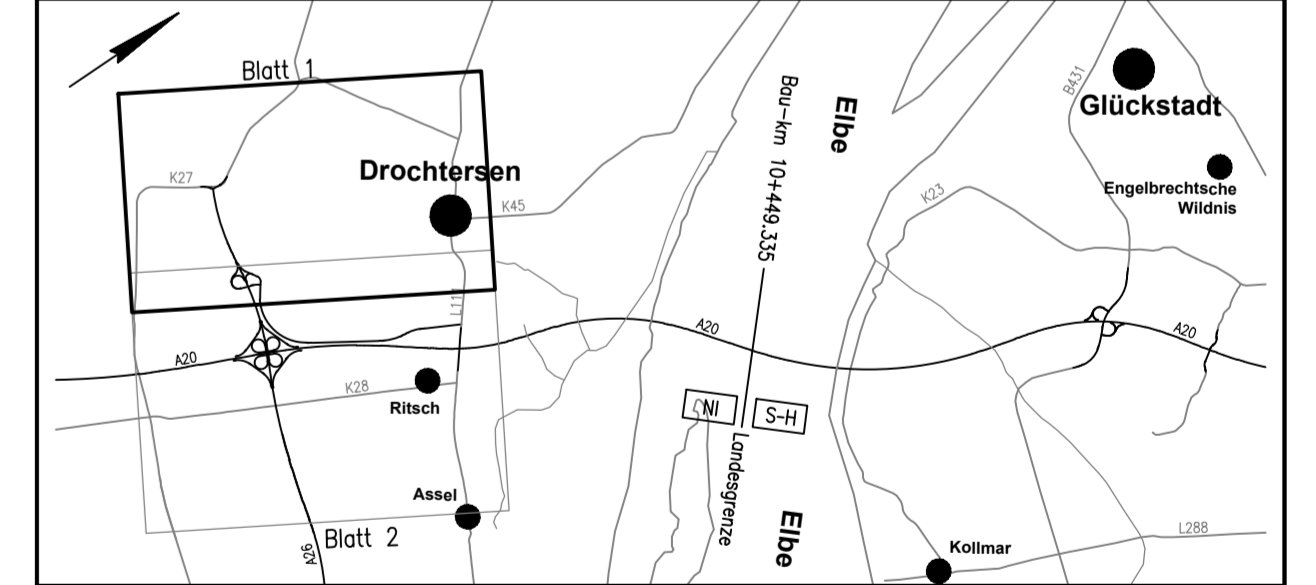 Blatt 1
K27
Drochtersen
K45
L111
A20
K28
Ritsch
Assel
Blatt 2
A26
Bau-km 10+449.335
Elbe
A20
NI
S-H
Landesgrenze
Elbe
B431
Glückstadt
Engelbrechtsche
Wildnis
K23
A20
Kollmar
L288